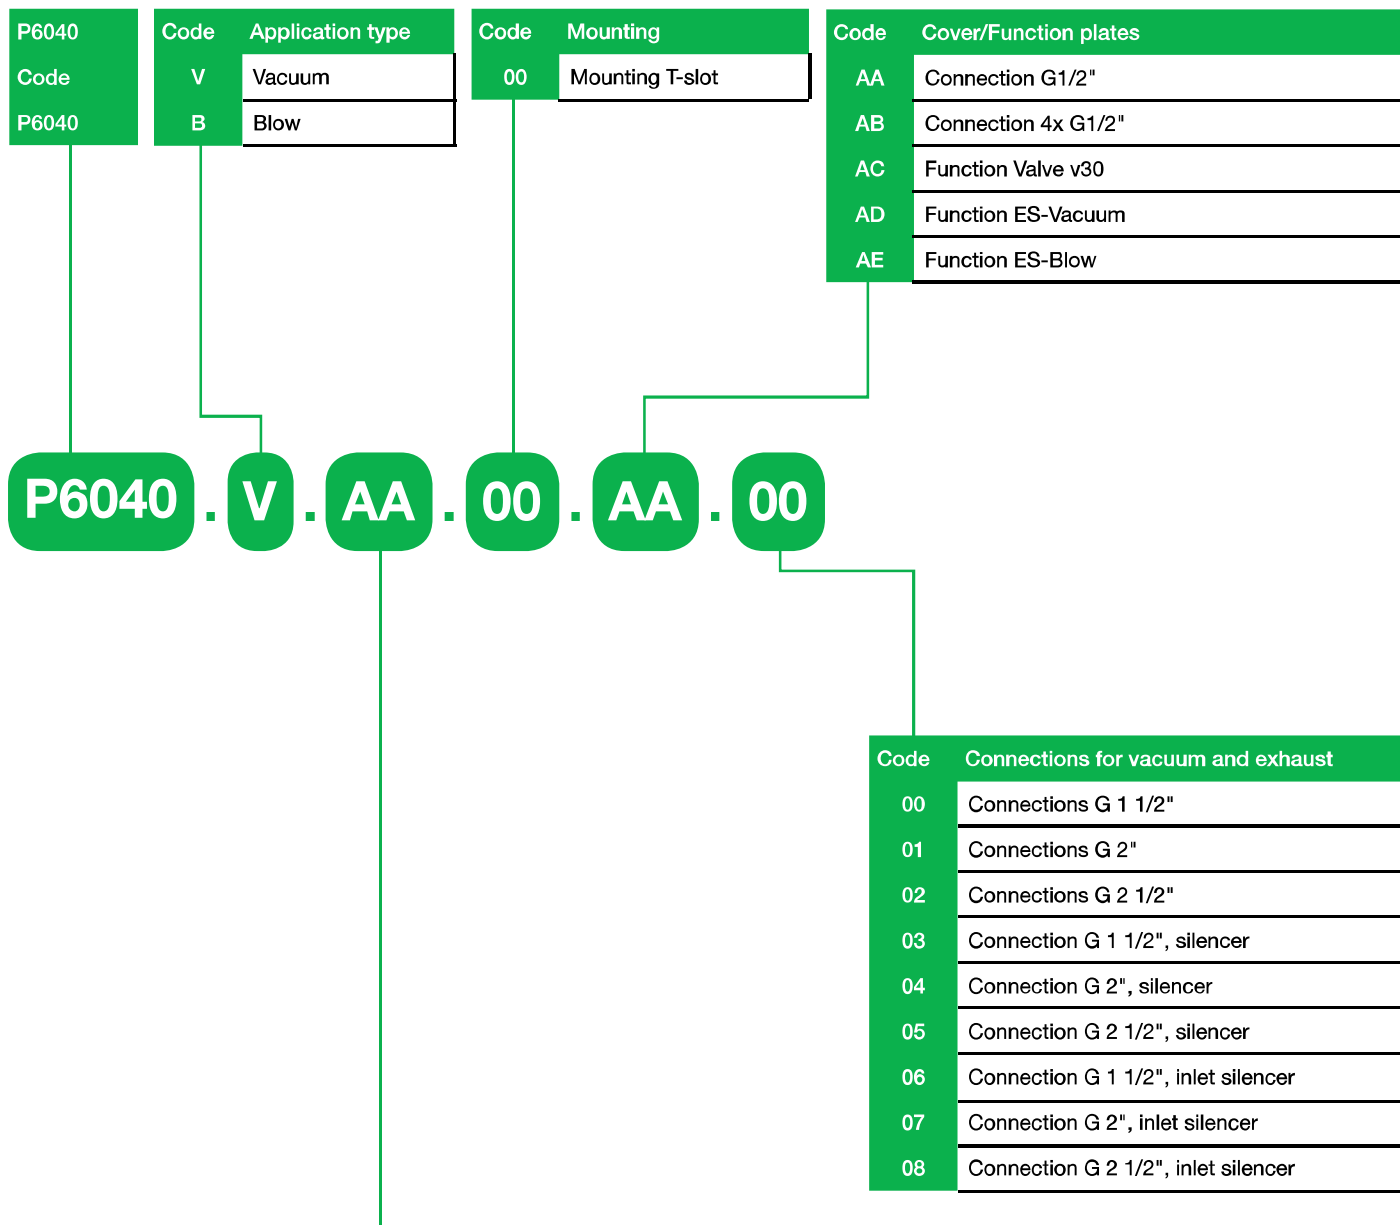 P6040
Code
P6040
Code Application type
V Vacuum
B Blow
Code Mounting
00 Mounting T-slot
Code Cover/Function plates
AA Connection G1/2"
AB Connection 4x G1/2"
AC Function Valve v30
AD Function ES-Vacuum
AE Function ES-Blow
P6040 . V . AA . 00 . AA . 00
Code Connections for vacuum and exhaust
00 Connections G 1 1/2"
01 Connections G 2"
02 Connections G 2 1/2"
03 Connection G 1 1/2", silencer
04 Connection G 2", silencer
05 Connection G 2 1/2", silencer
06 Connection G 1 1/2", inlet silencer
07 Connection G 2", inlet silencer
08 Connection G 2 1/2", inlet silencer